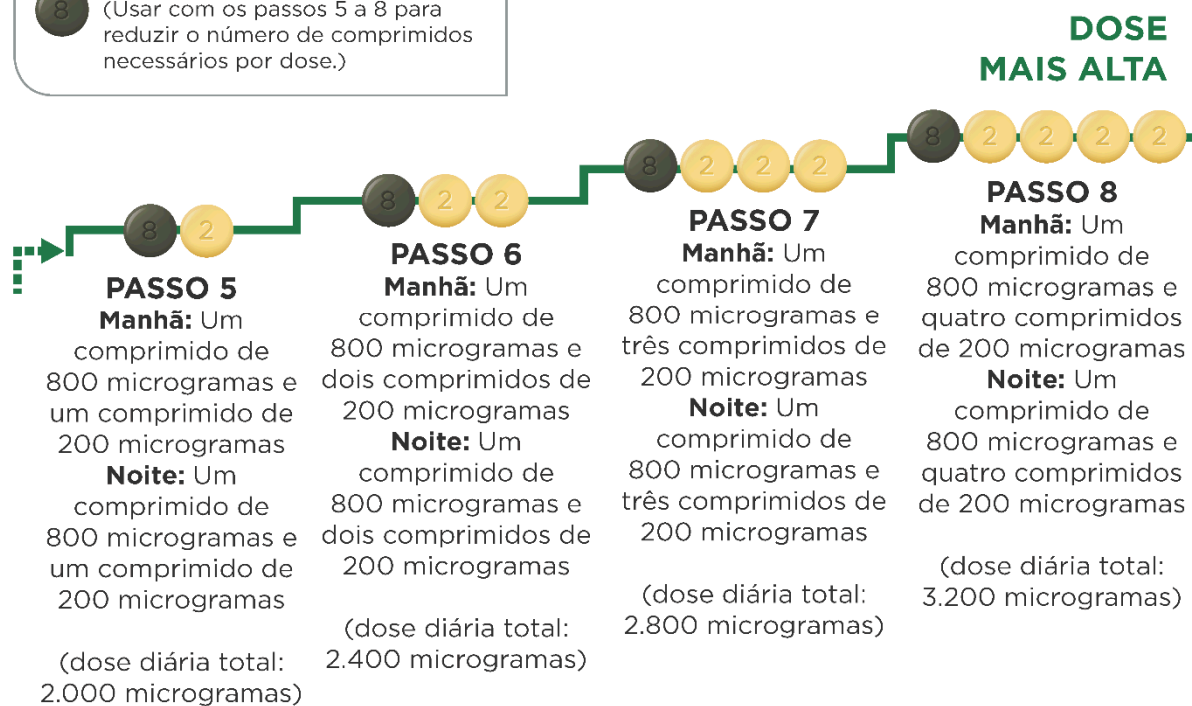 8
(Usar com os passos 5 a 8 para
reduzir o número de comprimidos
necessários por dose.)
DOSE
MAIS ALTA
8 2
PASSO 5
Manhã: Um
comprimido de
800 microgramas e
um comprimido de
200 microgramas
Noite: Um
comprimido de
800 microgramas e
um comprimido de
200 microgramas
(dose diária total:
2.000 microgramas)
8 2 2
PASSO 6
Manhã: Um
comprimido de
800 microgramas e
dois comprimidos de
200 microgramas
Noite: Um
comprimido de
800 microgramas e
dois comprimidos de
200 microgramas
(dose diária total:
2.400 microgramas)
8 2 2 2
PASSO 7
Manhã: Um
comprimido de
800 microgramas e
três comprimidos de
200 microgramas
Noite: Um
comprimido de
800 microgramas e
três comprimidos de
200 microgramas
(dose diária total:
2.800 microgramas)
8 2 2 2 2
PASSO 8
Manhã: Um
comprimido de
800 microgramas e
quatro comprimidos
de 200 microgramas
Noite: Um
comprimido de
800 microgramas e
quatro comprimidos
de 200 microgramas
(dose diária total:
3.200 microgramas)